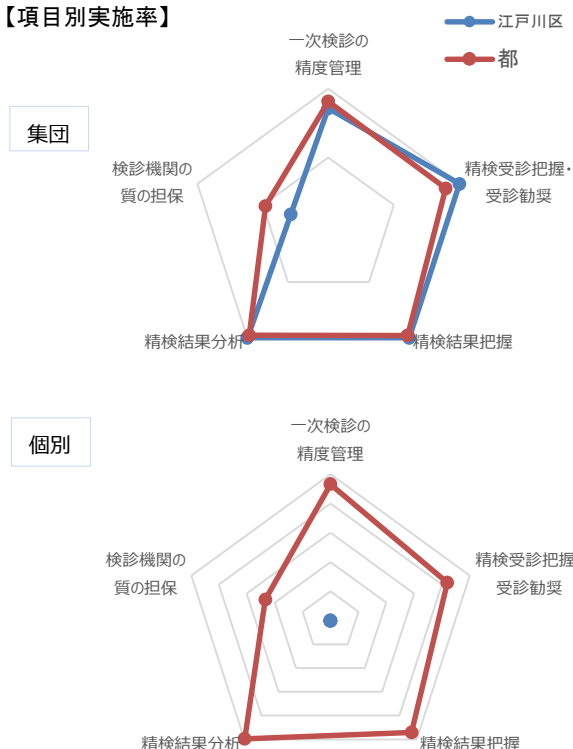 【項目別実施率】
江戸川区
都
集団
一次検診の
精度管理
精検受診把握・
受診勧奨
検診機関の
質の担保
精検結果分析
精検結果把握
個別
一次検診の
精度管理
精検受診把握
受診勧奨
検診機関の
質の担保
精検結果分析
精検結果把握